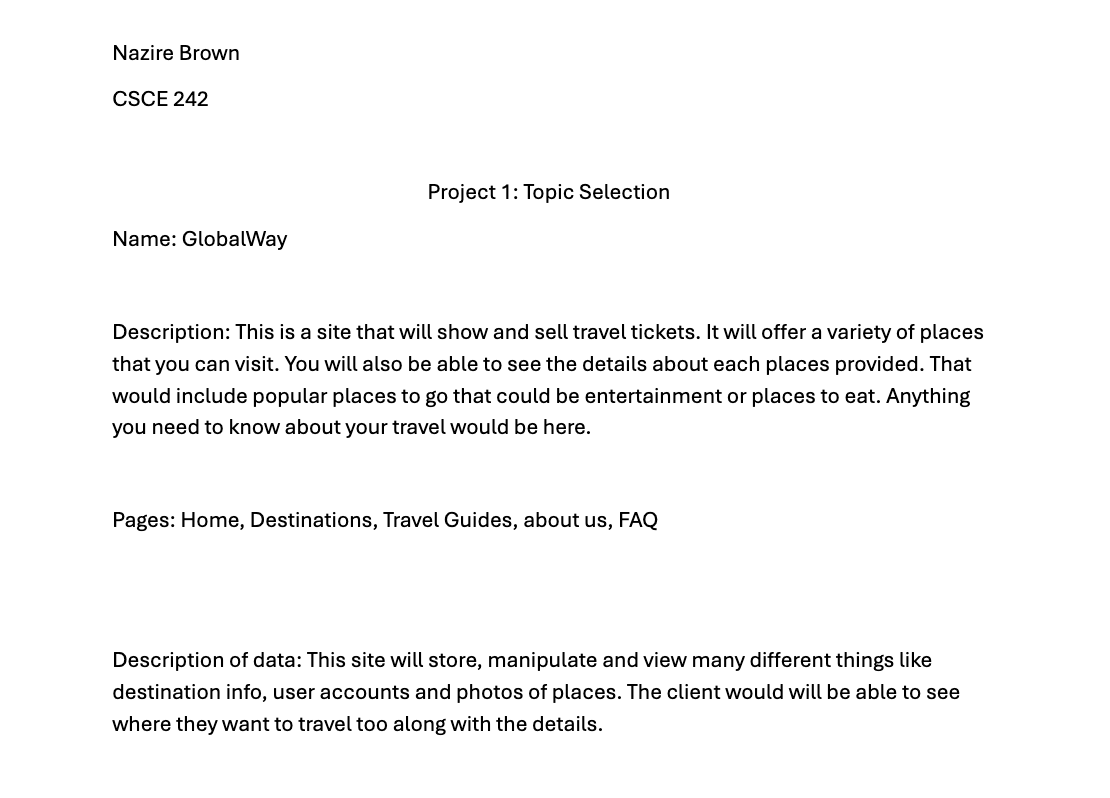 Nazire Brown
CSCE 242
Project 1: Topic Selection
Name: GlobalWay
Description: This is a site that will show and sell travel tickets. It will offer a variety of places
that you can visit. You will also be able to see the details about each places provided. That
would include popular places to go that could be entertainment or places to eat. Anything
you need to know about your travel would be here.
Pages: Home, Destinations, Travel Guides, about us, FAQ
Description of data: This site will store, manipulate and view many different things like
destination info, user accounts and photos of places. The client would will be able to see
where they want to travel too along with the details.